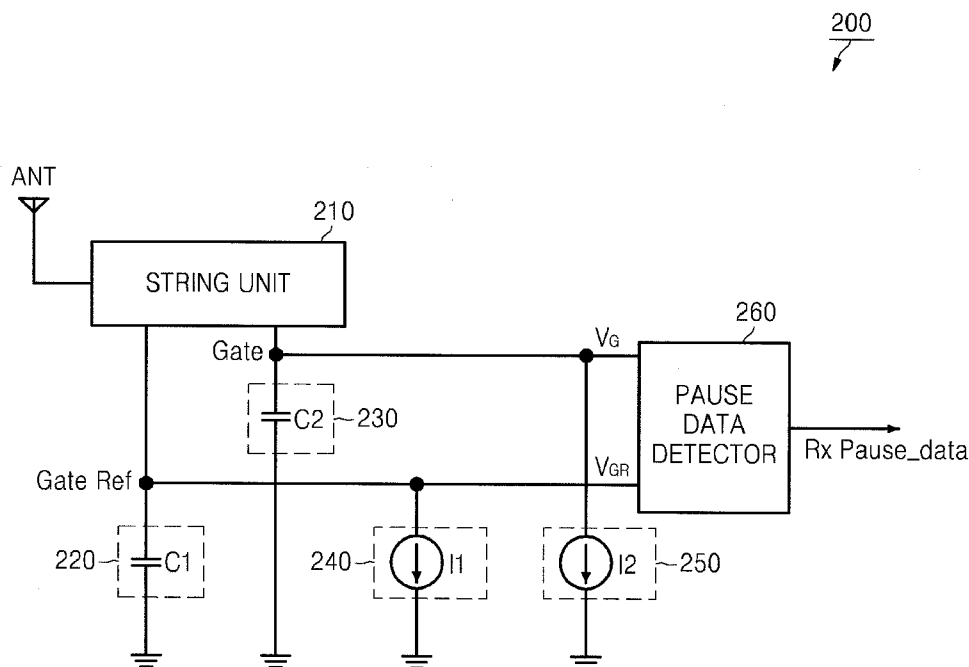 200
ANT
210
STRING UNIT
260
Gate
VG
C2
230
PAUSE
DATA
DETECTOR
Rx Pause_data
Gate Ref
VGR
220
C1
240
I1
I2
250